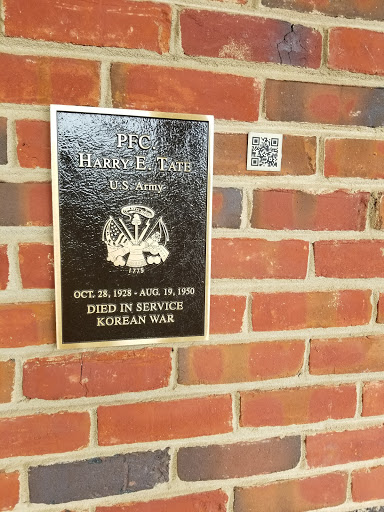 PFC
Harry E. Tate
U.S. Army
1775
OCT. 28, 1928 - AUG. 19, 1950
DIED IN SERVICE
KOREAN WAR